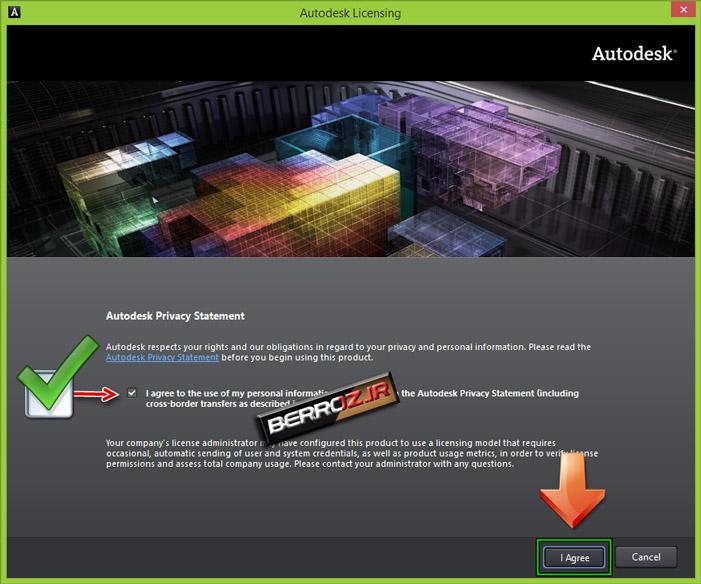 Autodesk Licensing
Autodesk
Autodesk Privacy Statement
Autodesk respects your rights and our obligations in regard to your privacy and personal information. Please read the
Autodesk Privacy Statement before you begin using this product.
I agree to the use of my personal the Autodesk Privacy Statement (including
cross-border transfers as described
BERROZ.IR
Your company's license administrator have configured this product to use a licensing model that requires
occasional, automatic sending of user and system credentials, as well as product usage metrics, in order to verify license
permissions and assess total company usage. Please contact your administrator with any questions.
I Agree
Cancel